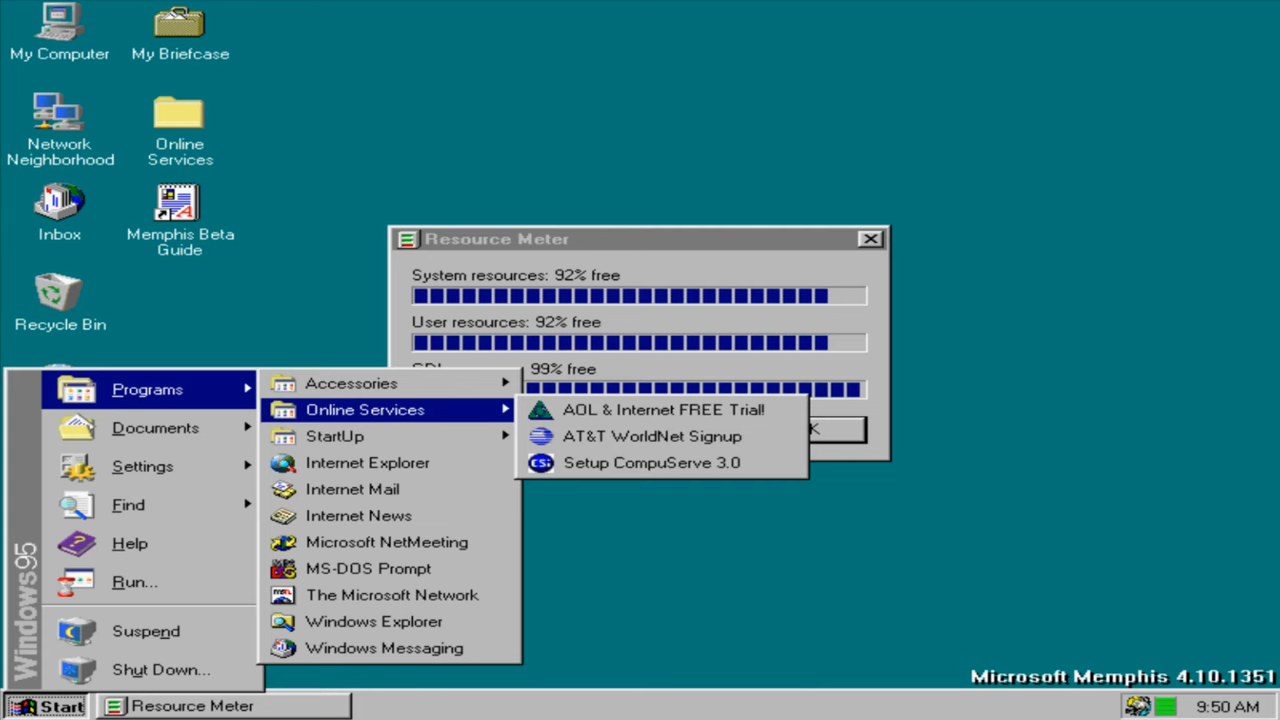 My Computer
My Briefcase
Network
Neighborhood
Online
Services
Inbox
Memphis Beta
Guide
Recycle Bin
Resource Meter
System resources: 92% free
User resources: 92% free
99% free
Programs
Documents
Settings
Find
Help
Run...
Suspend
Shut Down...
Windows95
Accessories
Online Services
StartUp
Internet Explorer
Internet Mail
Internet News
Microsoft NetMeeting
MS-DOS Prompt
The Microsoft Network
Windows Explorer
Windows Messaging
AOL & Internet FREE Trial!
AT&T WorldNet Signup
Setup CompuServe 3.0
K
Microsoft Memphis 4.10.1351
Start
Resource Meter
9:50 AM